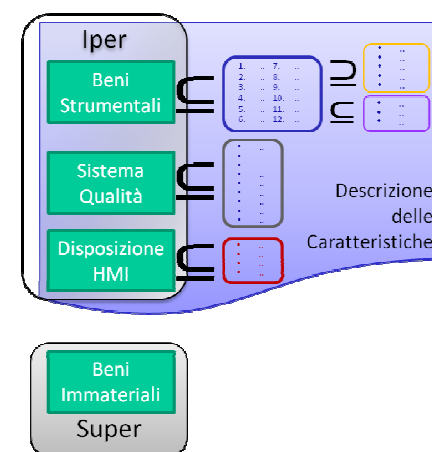 Iper
Beni
Strumentali
1. .. 7. ..
2. .. 8. ..
3. .. 9. ..
4. .. 10. ..
5. .. 11. ..
6. .. 12. ..
Sistema
Qualità
Disposizione
HMI
Descrizione
delle
Caratteristiche
Beni
Immateriali
Super